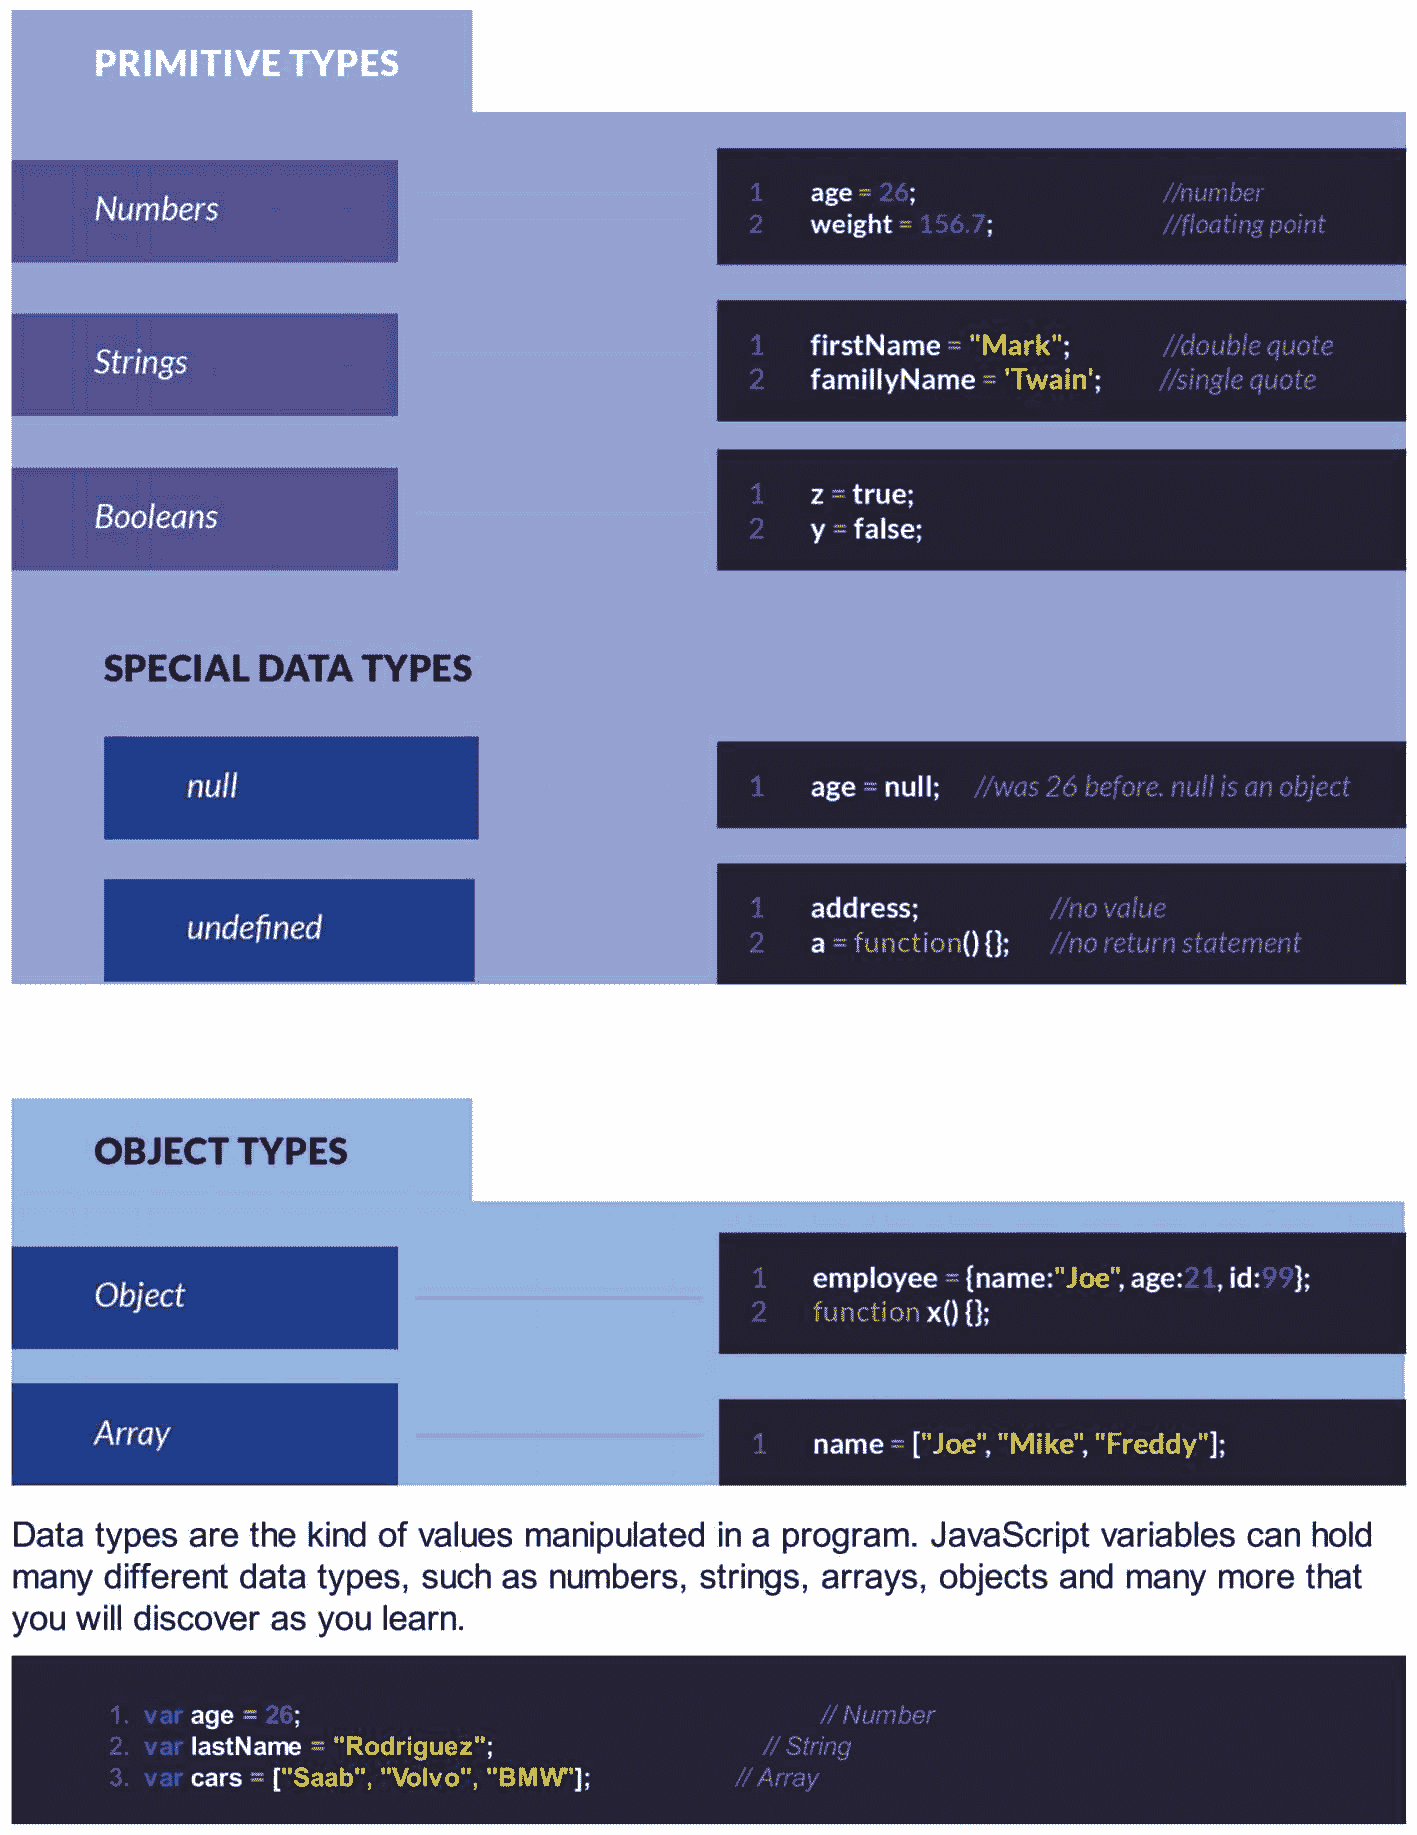 PRIMITIVE TYPES
Numbers
1 age = 26; //number
2 weight = 156.7; //floating point
Strings
1 firstName = "Mark"; //double quote
2 famillyName = 'Twain'; //single quote
Booleans
1 z = true;
2 y = false;
SPECIAL DATA TYPES
null
1 age = null; //was 26 before. null is an object
undefined
1 address; //no value
2 a = function() {}; //no return statement
OBJECT TYPES
Object
1 employee = {name:"Joe", age:21, id:99};
2 function x() {};
Array
1 name = ["Joe", "Mike", "Freddy"];
Data types are the kind of values manipulated in a program. JavaScript variables can hold
many different data types, such as numbers, strings, arrays, objects and many more that
you will discover as you learn.
1. var age = 26; // Number
2. var lastName = "Rodriguez"; // String
3. var cars = ["Saab", "Volvo", "BMW"]; // Array